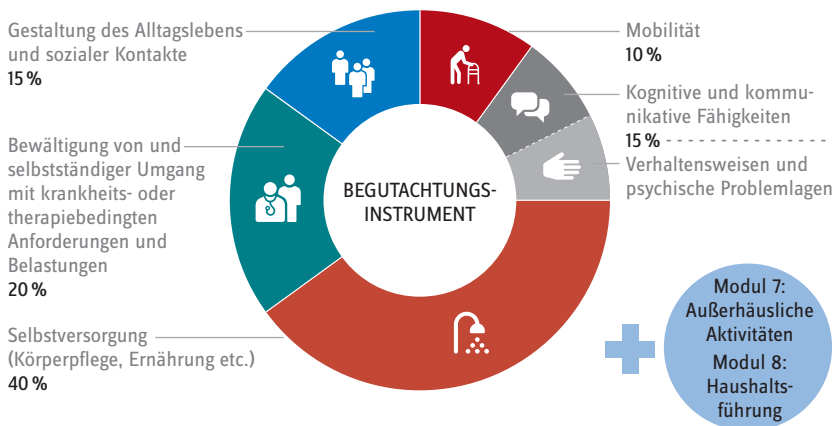 Gestaltung des Alltagslebens
und sozialer Kontakte
15 %
Bewältigung von und
selbstständiger Umgang
mit krankheits- oder
therapiebedingten
Anforderungen und
Belastungen
20 %
Selbstversorgung
(Körperpflege, Ernährung etc.)
40 %
BEGUTACHTUNGS-
INSTRUMENT
Mobilität
10 %
Kognitive und kommu-
nikative Fähigkeiten
15 %
Verhaltensweisen und
psychische Problemlagen
Modul 7:
Außerhäusliche
Aktivitäten
Modul 8:
Haushalts-
führung